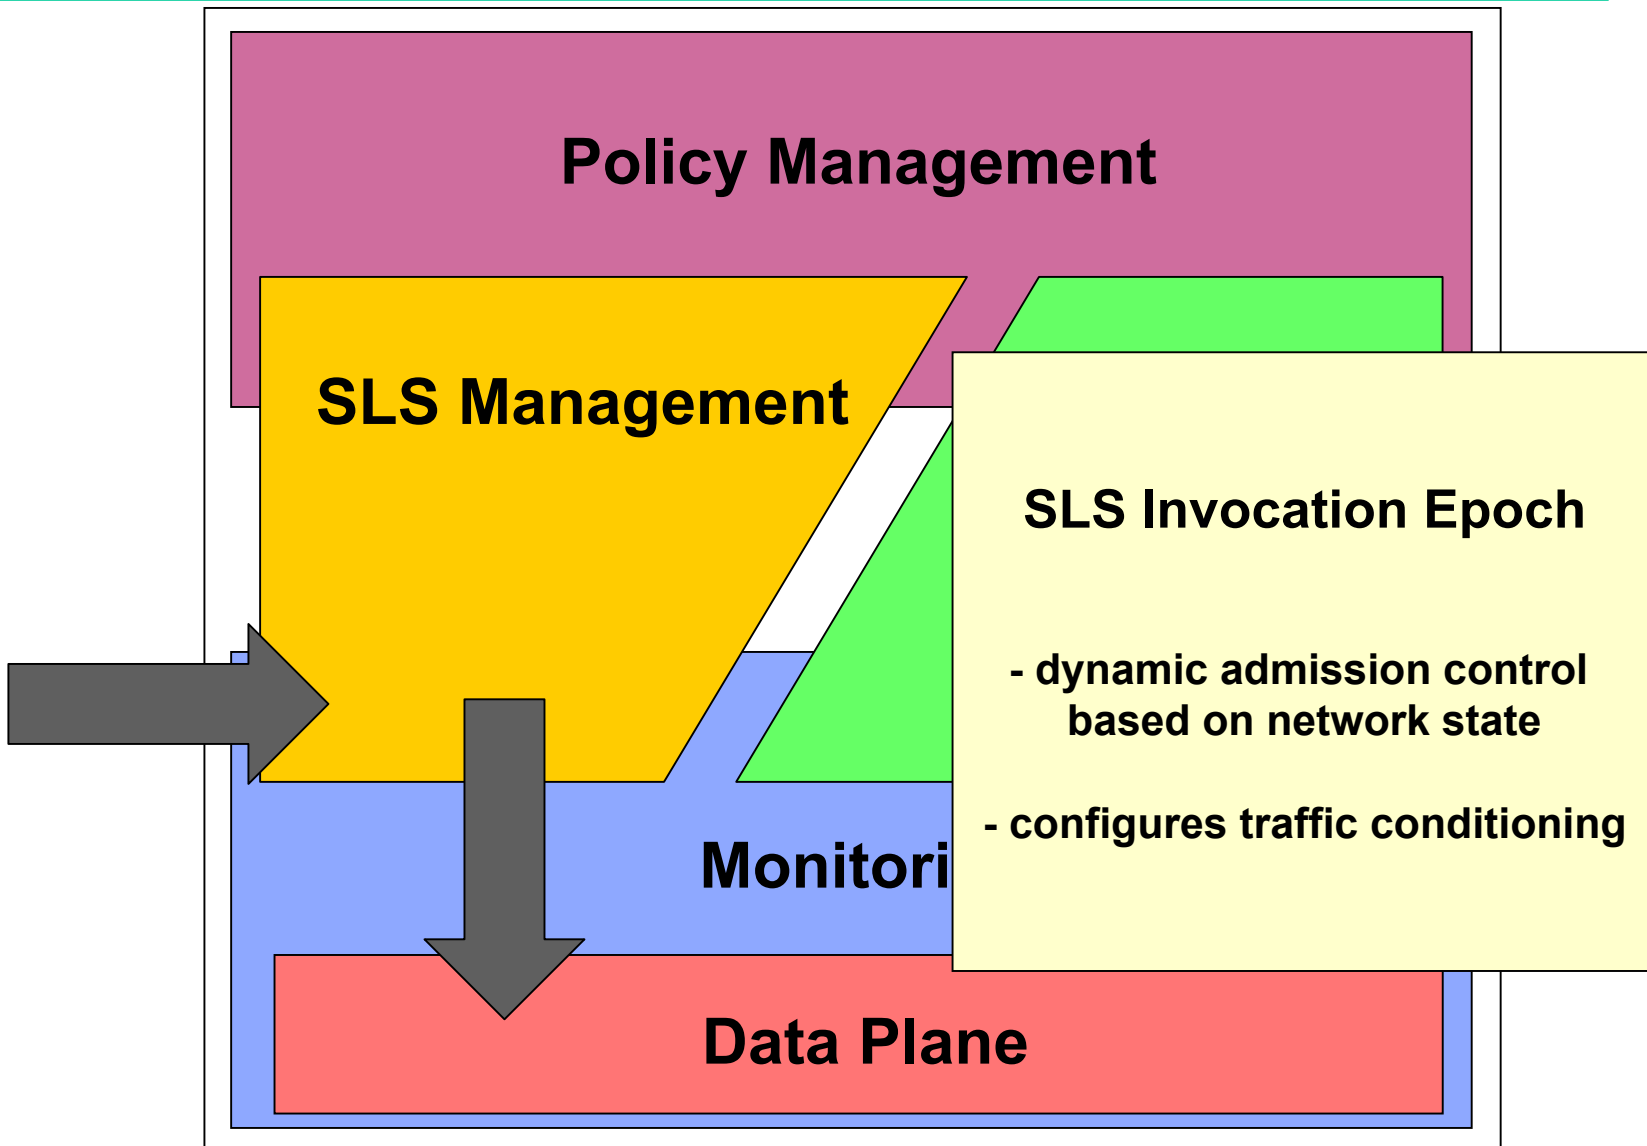 Policy Management
SLS Management
SLS Invocation Epoch
- dynamic admission control
based on network state
- configures traffic conditioning
Monitori
Data Plane